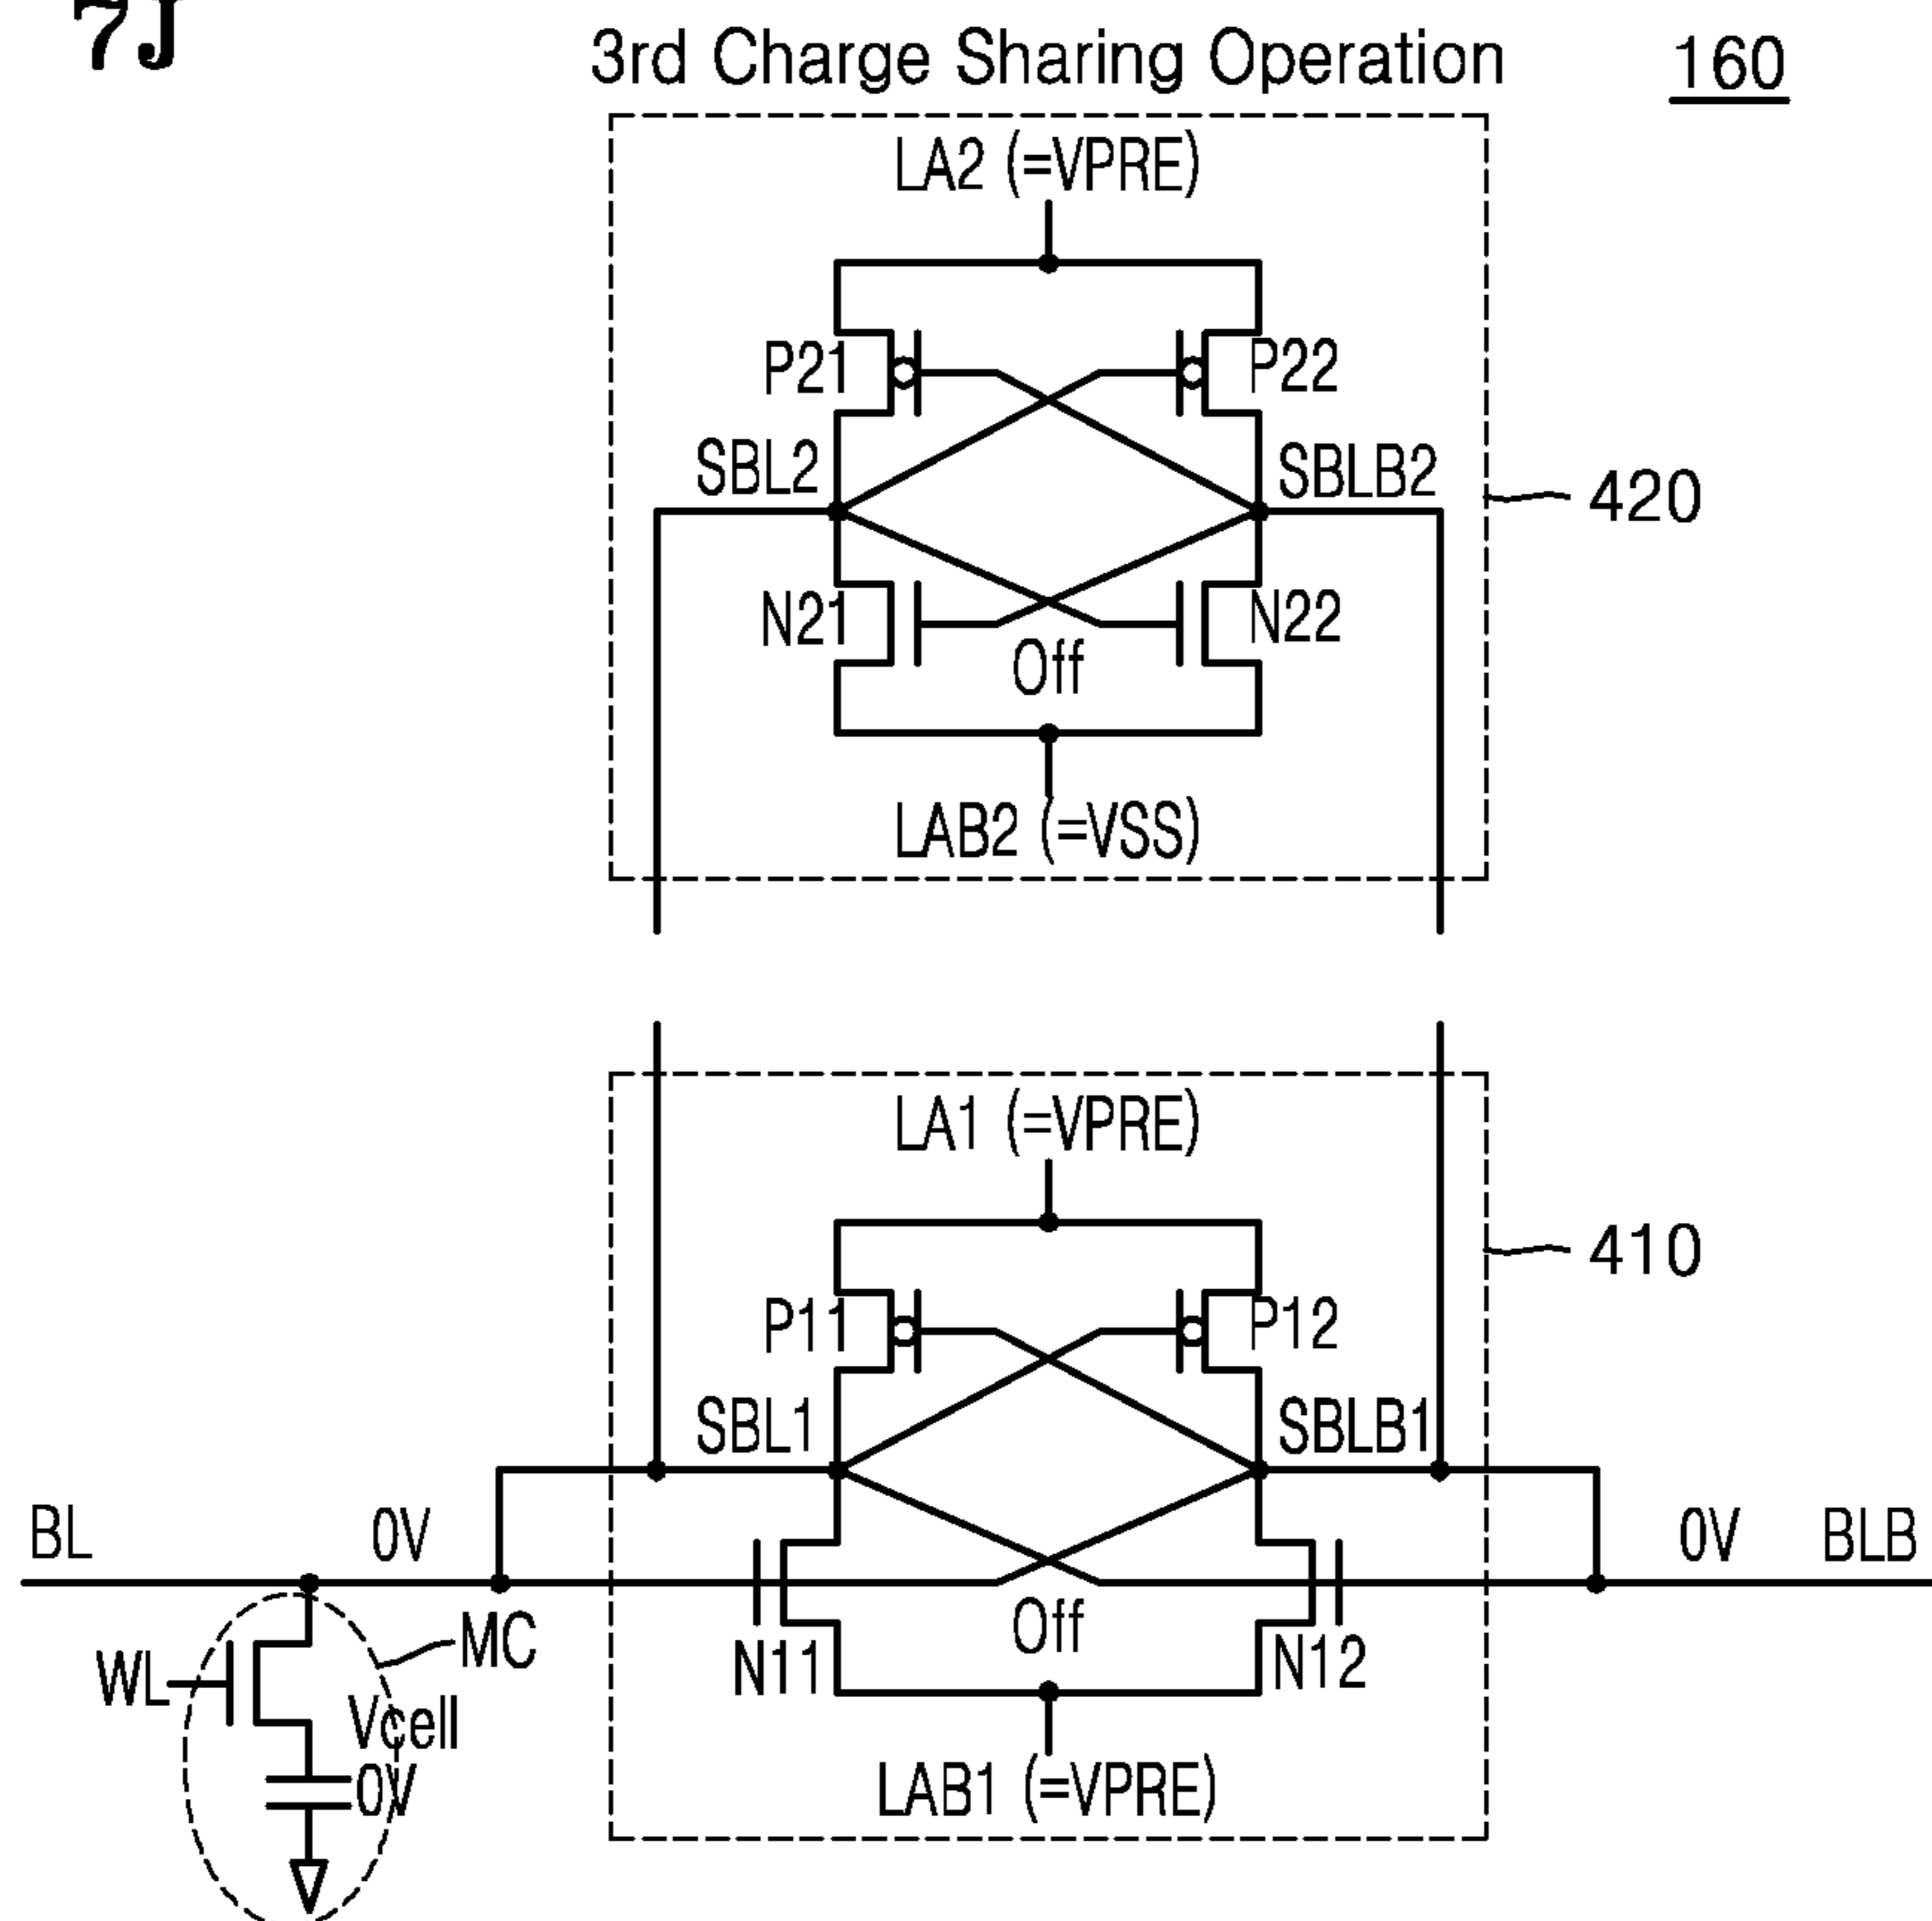 7J
3rd Charge Sharing Operation
160
LA2 (=VPRE)
P21
P22
SBL2
SBLB2
420
N21
N22
Off
LAB2 (=VSS)
LA1 (=VPRE)
410
P11
P12
SBL1
SBLB1
BL
0V
0V
BLB
MC
Off
WL
N11
N12
Vcell
0V
LAB1 (=VPRE)